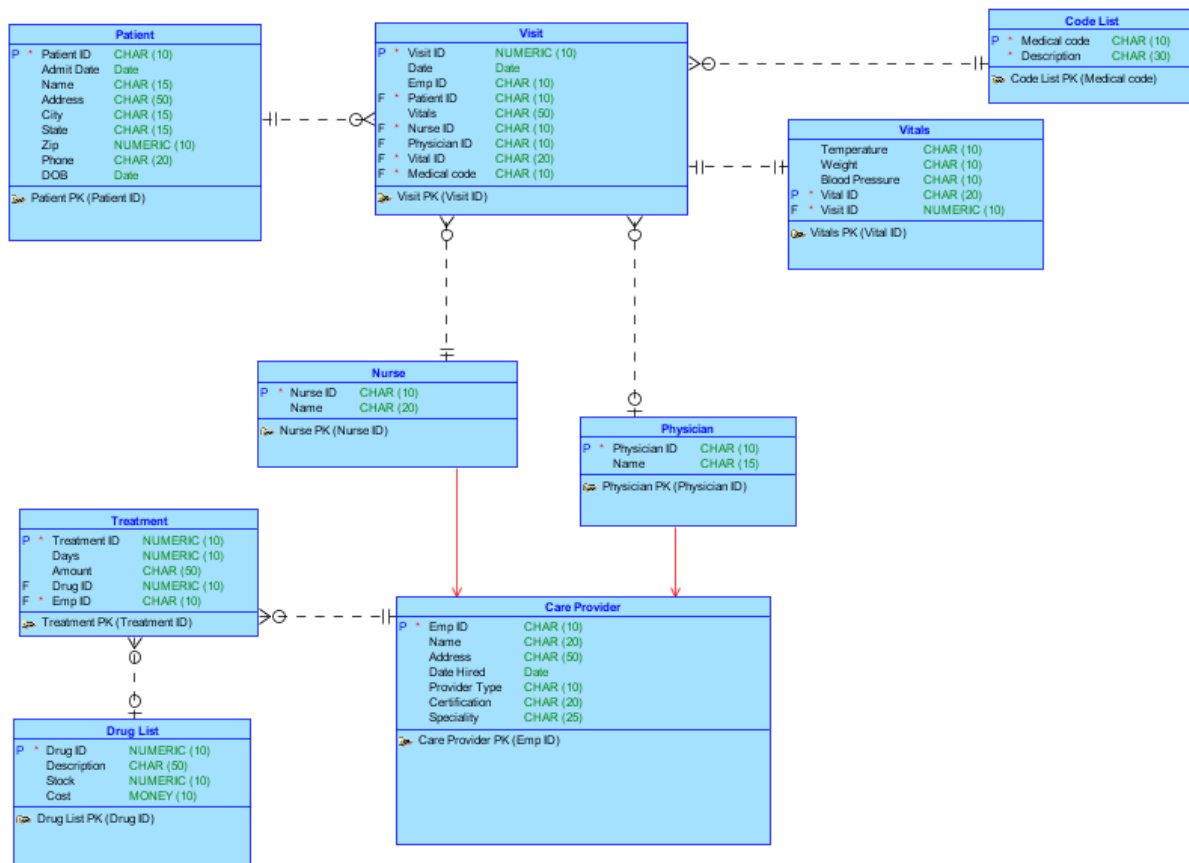 Patient
P * Patient ID CHAR (10)
Admit Date Date
Name CHAR (15)
Address CHAR (50)
City CHAR (15)
State CHAR (15)
Zip NUMERIC (10)
Phone CHAR (20)
DOB Date
Patient PK (Patient ID)
Visit
P * Visit ID NUMERIC (10)
Date Date
Emp ID CHAR (10)
F * Patient ID CHAR (10)
Vitals CHAR (50)
F * Nurse ID CHAR (10)
F Physician ID CHAR (10)
F * Vital ID CHAR (20)
F * Medical code CHAR (10)
Visit PK (Visit ID)
Code List
P * Medical code CHAR (10)
* Description CHAR (30)
Code List PK (Medical code)
Vitals
Temperature CHAR (10)
Weight CHAR (10)
Blood Pressure CHAR (10)
P * Vital ID CHAR (20)
F * Visit ID NUMERIC (10)
Vitals PK (Vital ID)
Nurse
P * Nurse ID CHAR (10)
Name CHAR (20)
Nurse PK (Nurse ID)
Physician
P * Physician ID CHAR (10)
Name CHAR (15)
Physician PK (Physician ID)
Treatment
P * Treatment ID NUMERIC (10)
Days NUMERIC (10)
Amount CHAR (50)
F Drug ID NUMERIC (10)
F * Emp ID CHAR (10)
Treatment PK (Treatment ID)
Care Provider
P * Emp ID CHAR (10)
Name CHAR (20)
Address CHAR (50)
Date Hired Date
Provider Type CHAR (10)
Certification CHAR (20)
Speciality CHAR (25)
Care Provider PK (Emp ID)
Drug List
P * Drug ID NUMERIC (10)
Description CHAR (50)
Stock NUMERIC (10)
Cost MONEY (10)
Drug List PK (Drug ID)